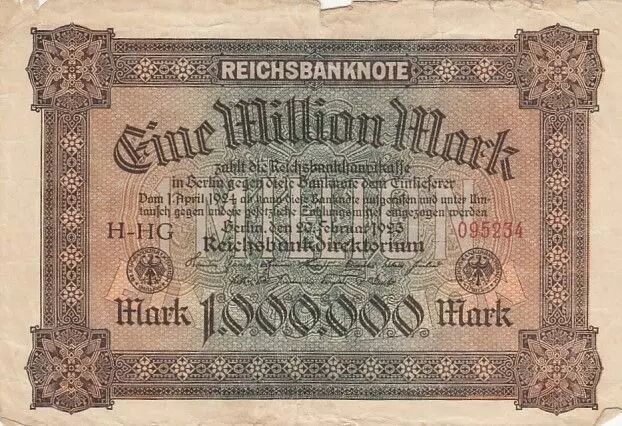 REICHSBANKNOTE
Eine Million Mark
zahlt die Reichsbankhauptkasse
in Berlin gegen diese Banknote dem Einlieferer
Vom 1. April 1924 ab kann diese Banknote aufgerufen und unter Um-
tausch gegen andere gesetzliche Zahlungsmittel eingezogen werden
Berlin, den 20. Februar 1923
H-HG
095234
Reichsbankdirektorium
Mark 1.000.000 Mark